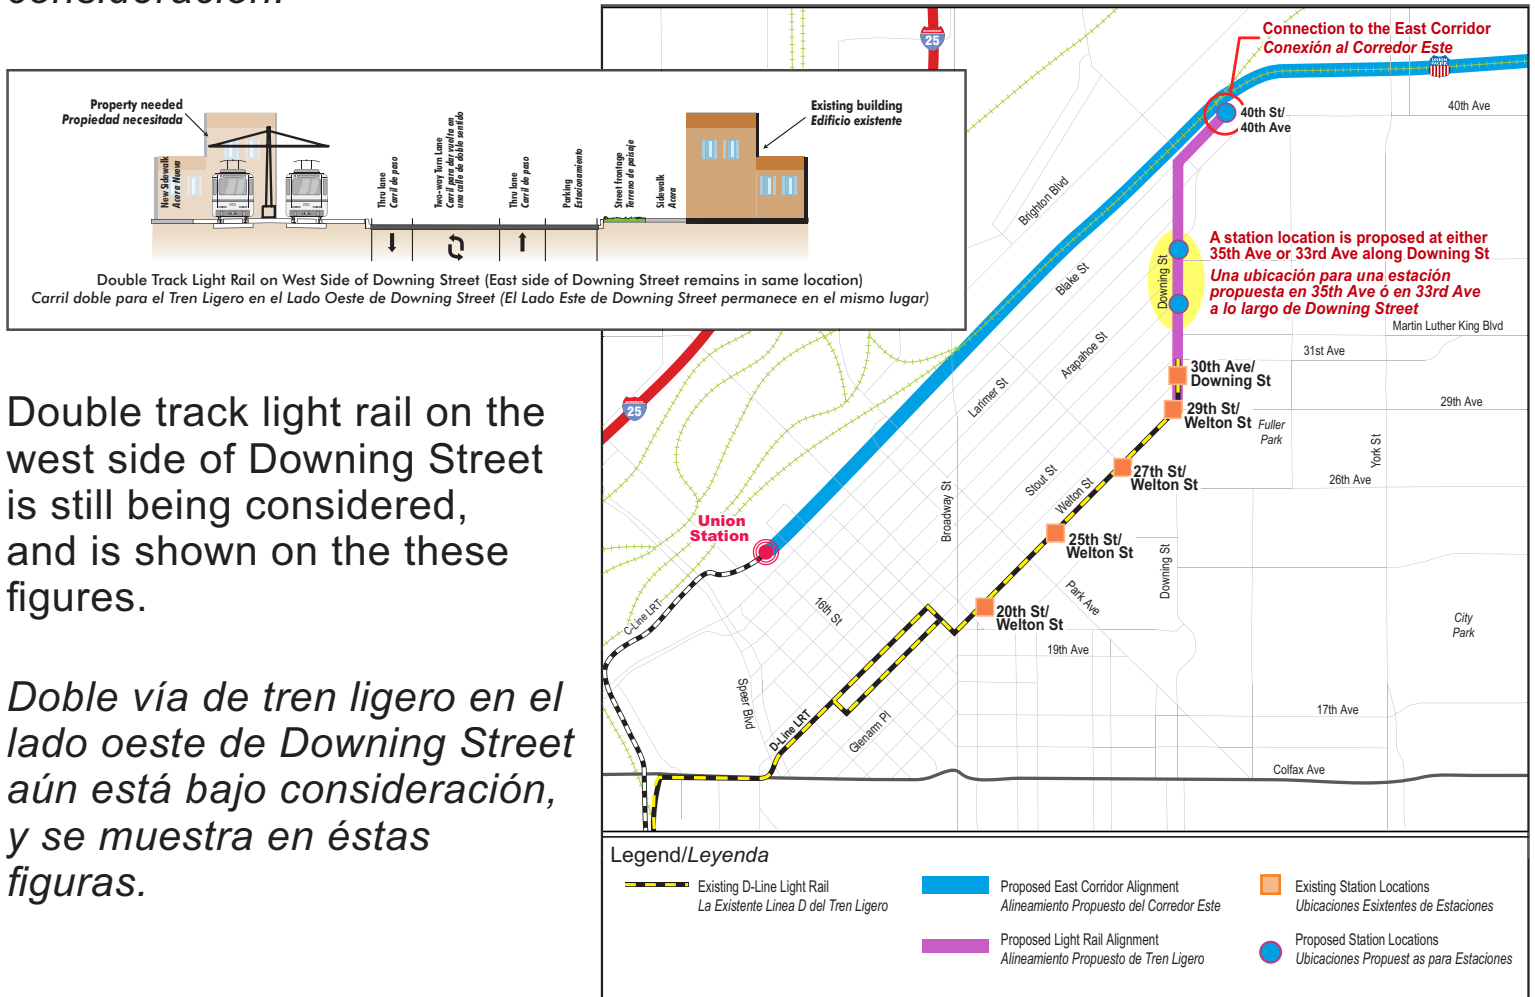 consideración.
Property needed
Propiedad necesitada
Existing building
Edificio existente
New Sidewalk
Acera Nueva
Thru lane
Carril de paso
Two-way Turn Lane
Carril para dar vuelta en
una calle de doble sentido
Thru lane
Carril de paso
Parking
Estacionamiento
Street frontage
Terreno de paisaje
Sidewalk
Acera
Double Track Light Rail on West Side of Downing Street (East side of Downing Street remains in same location)
Carril doble para el Tren Ligero en el Lado Oeste de Downing Street (El Lado Este de Downing Street permanece en el mismo lugar)
Double track light rail on the
west side of Downing Street
is still being considered,
and is shown on the these
figures.
Doble vía de tren ligero en el
lado oeste de Downing Street
aún está bajo consideración,
y se muestra en éstas
figuras.
25
Connection to the East Corridor
Conexión al Corredor Este
UNION
PACIFIC
40th Ave
40th St/
40th Ave
Brighton Blvd
Blake St
Downing St
A station location is proposed at either
35th Ave or 33rd Ave along Downing St
Una ubicación para una estación
propuesta en 35th Ave ó en 33rd Ave
a lo largo de Downing Street
Martin Luther King Blvd
Arapahoe St
31st Ave
30th Ave/
Downing St
Larimer St
25
29th St/
Welton St
29th Ave
Fuller
Park
York St
27th St/
Welton St
26th Ave
Stout St
Welton St
Broadway St
Union
Station
25th St/
Welton St
Downing St
Park Ave
16th St
C-Line LRT
20th St/
Welton St
City
Park
19th Ave
Speer Blvd
D-Line LRT
Glenarm Pl
17th Ave
Colfax Ave
Legend/Leyenda
Existing D-Line Light Rail
La Existente Linea D del Tren Ligero
Proposed East Corridor Alignment
Alineamiento Propuesto del Corredor Este
Existing Station Locations
Ubicaciones Esixtentes de Estaciones
Proposed Light Rail Alignment
Alineamiento Propuesto de Tren Ligero
Proposed Station Locations
Ubicaciones Propuest as para Estaciones